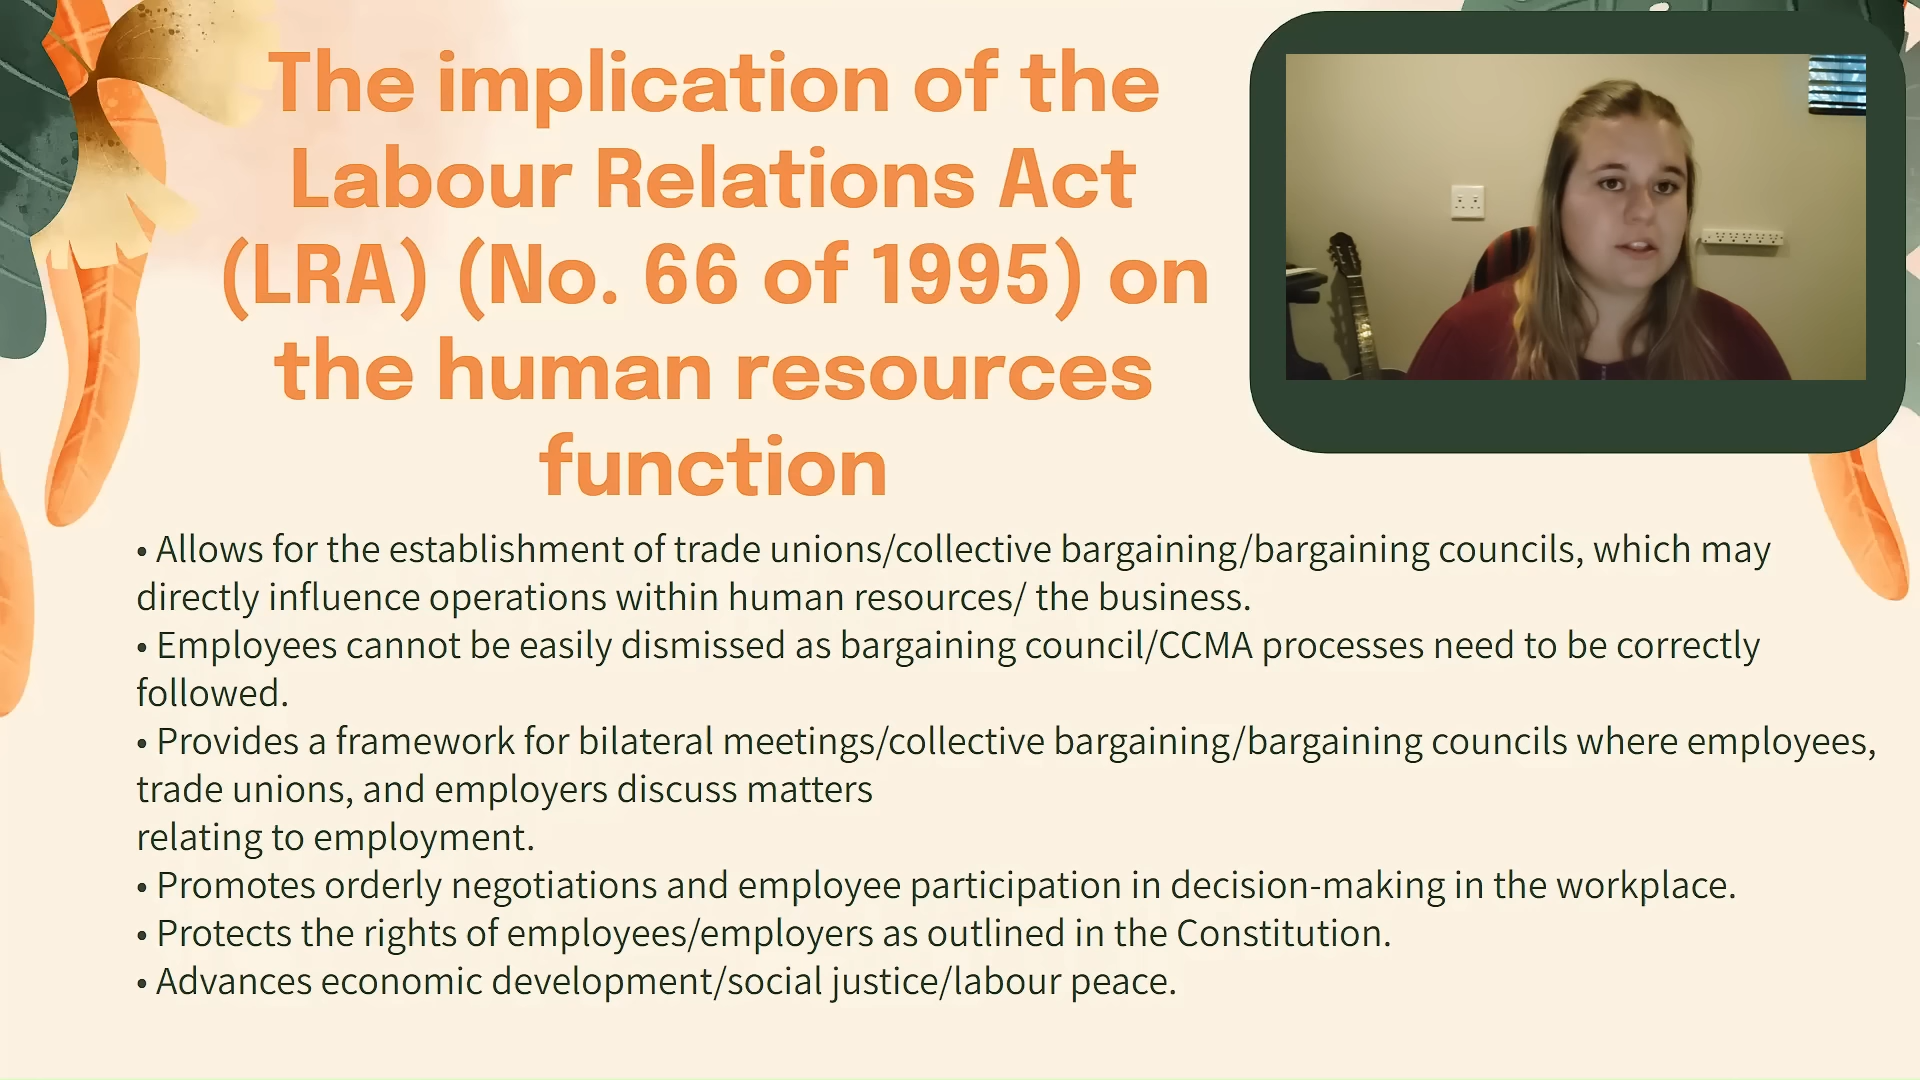 The implication of the
Labour Relations Act
(LRA) (No. 66 of 1995) on
the human resources
function
• Allows for the establishment of trade unions/collective bargaining/bargaining councils, which may
directly influence operations within human resources/ the business.
• Employees cannot be easily dismissed as bargaining council/CCMA processes need to be correctly
followed.
• Provides a framework for bilateral meetings/collective bargaining/bargaining councils where employees,
trade unions, and employers discuss matters
relating to employment.
• Promotes orderly negotiations and employee participation in decision-making in the workplace.
• Protects the rights of employees/employers as outlined in the Constitution.
• Advances economic development/social justice/labour peace.